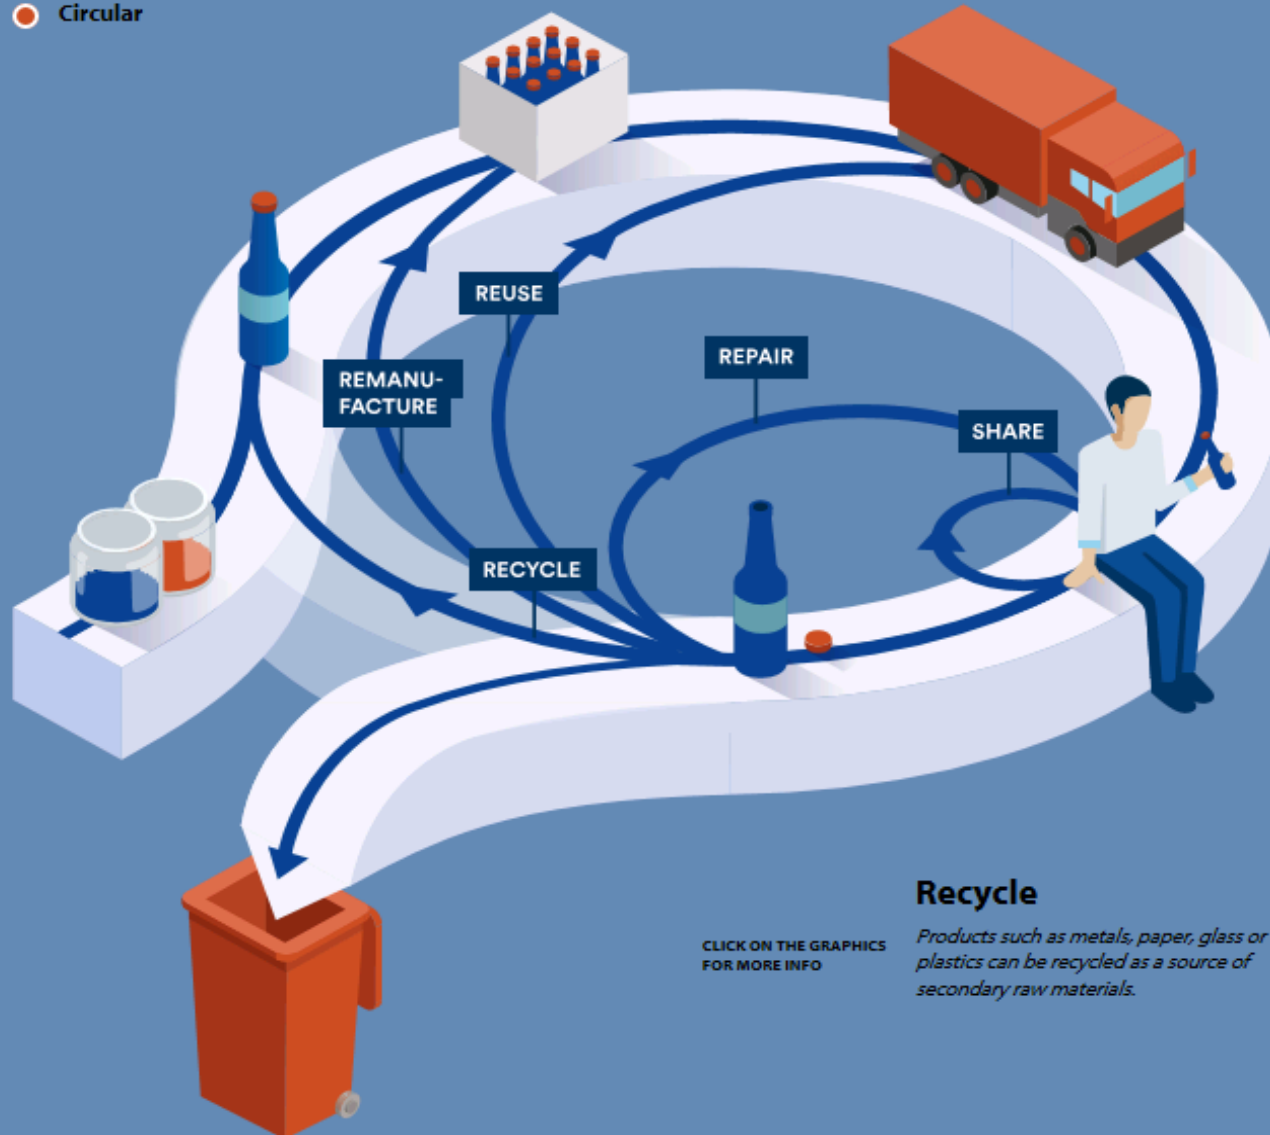 Circular
REUSE
REPAIR
REMANU-
FACTURE
SHARE
RECYCLE
Recycle
CLICK ON THE GRAPHICS
FOR MORE INFO
Products such as metals, paper, glass or
plastics can be recycled as a source of
secondary raw materials.